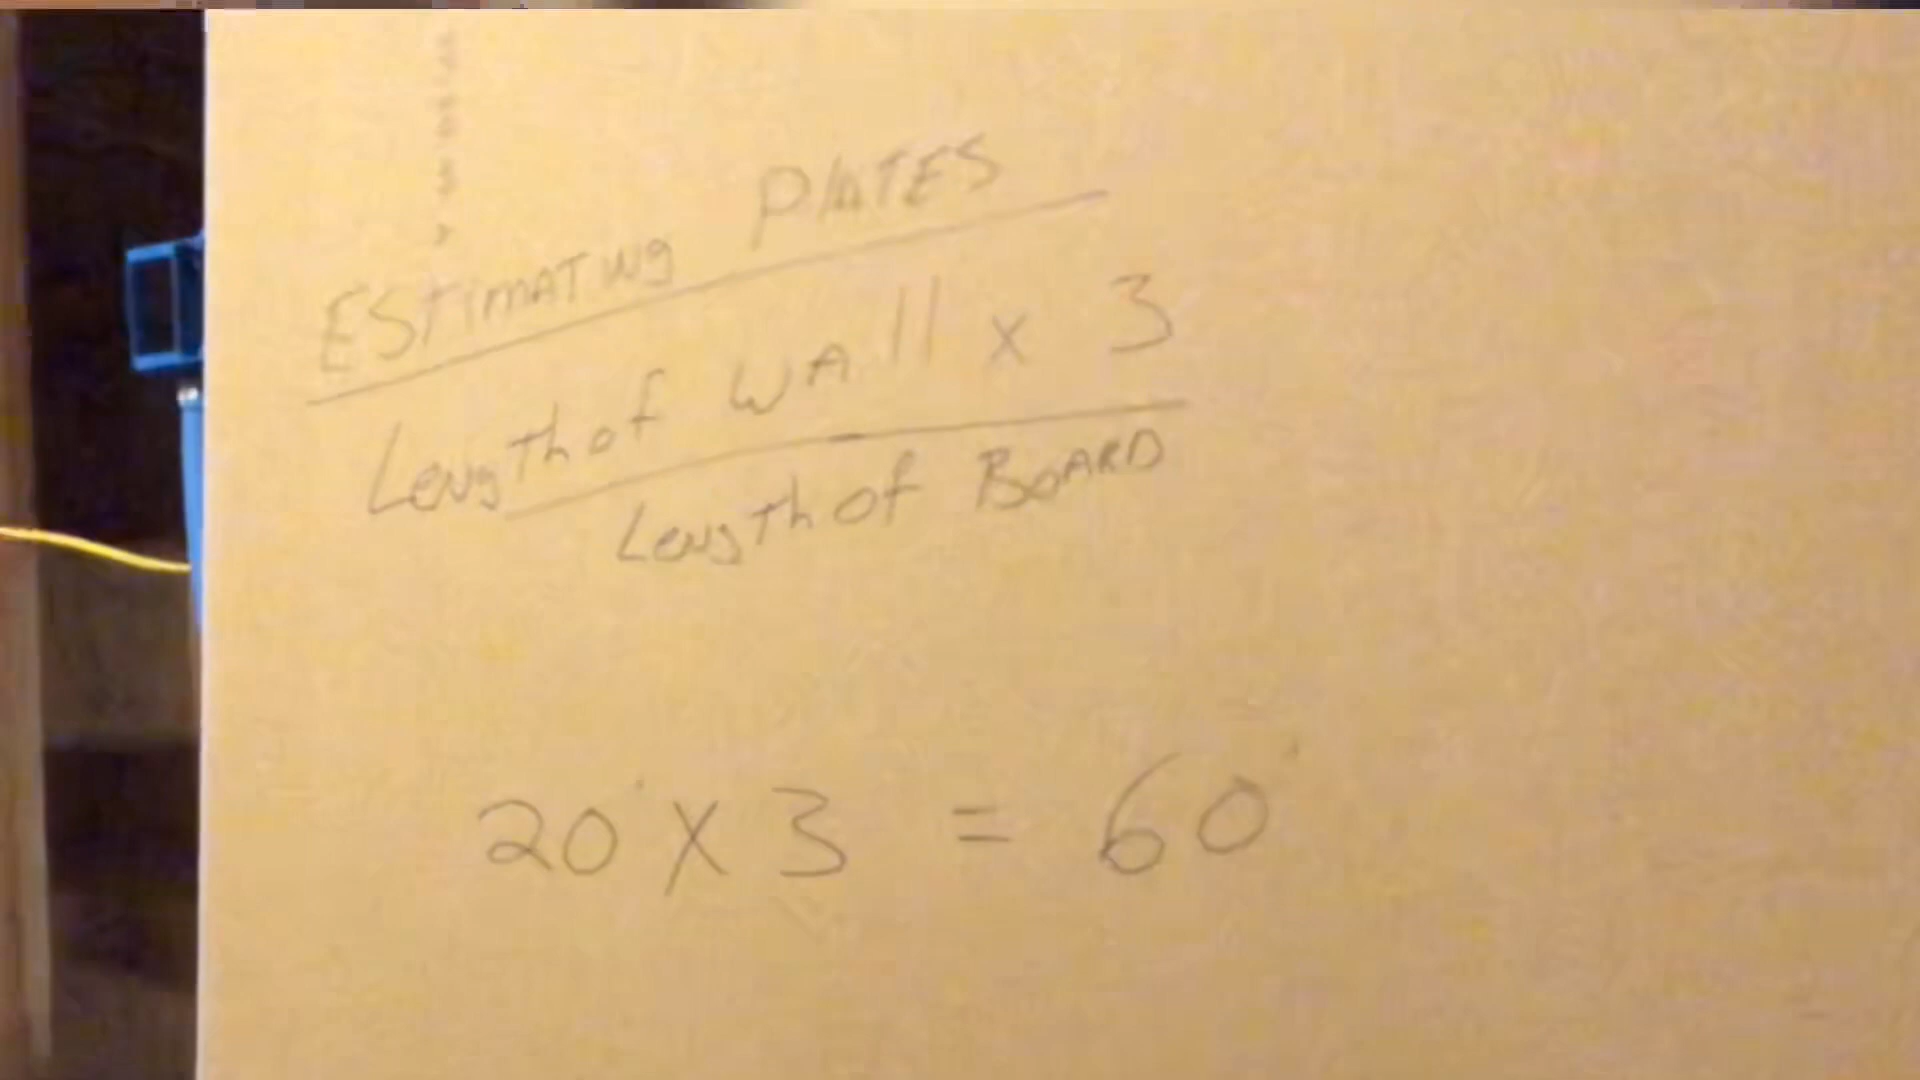 ESTIMATINg PlATES
Length of WAll x 3
Length of BOARD
20' X 3 = 60'